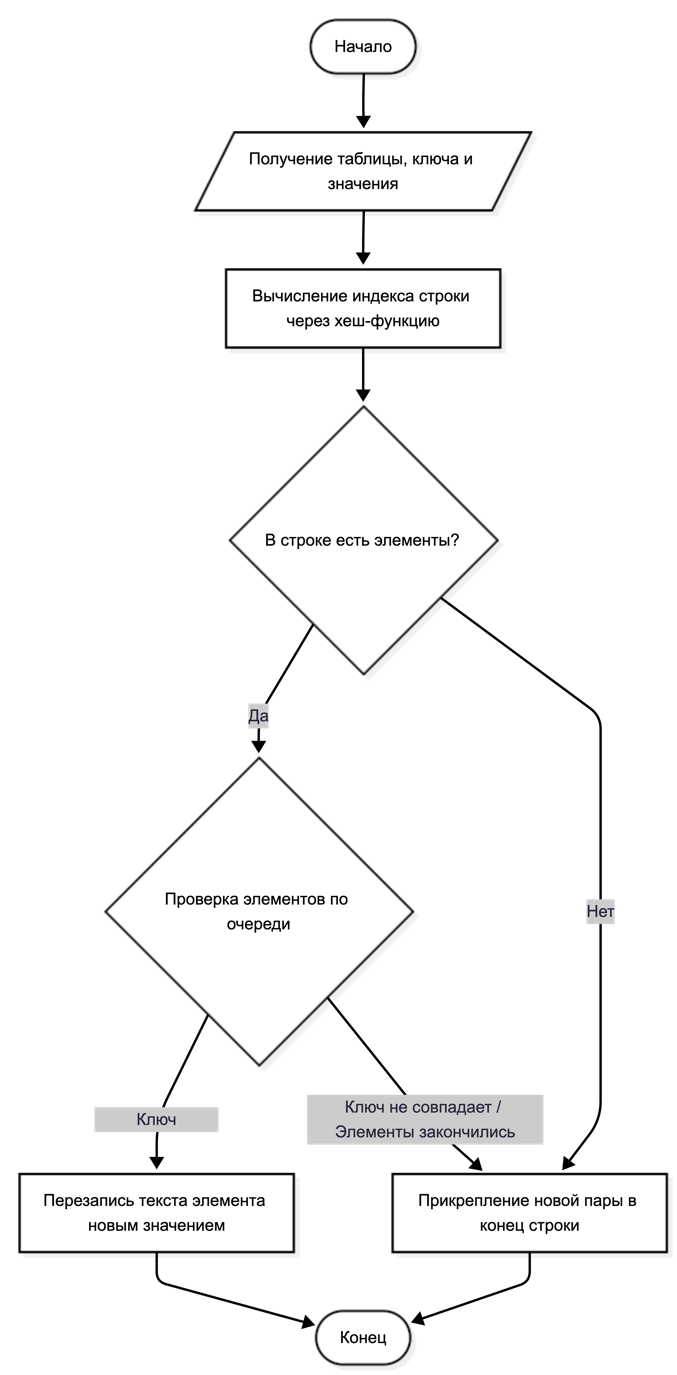 Начало
Получение таблицы, ключа и
значения
Вычисление индекса строки
через хеш-функцию
В строке есть элементы?
Да
Проверка элементов по
очереди
Нет
Ключ
Ключ не совпадает /
Элементы закончились
Перезапись текста элемента
новым значением
Прикрепление новой пары в
конец строки
Конец